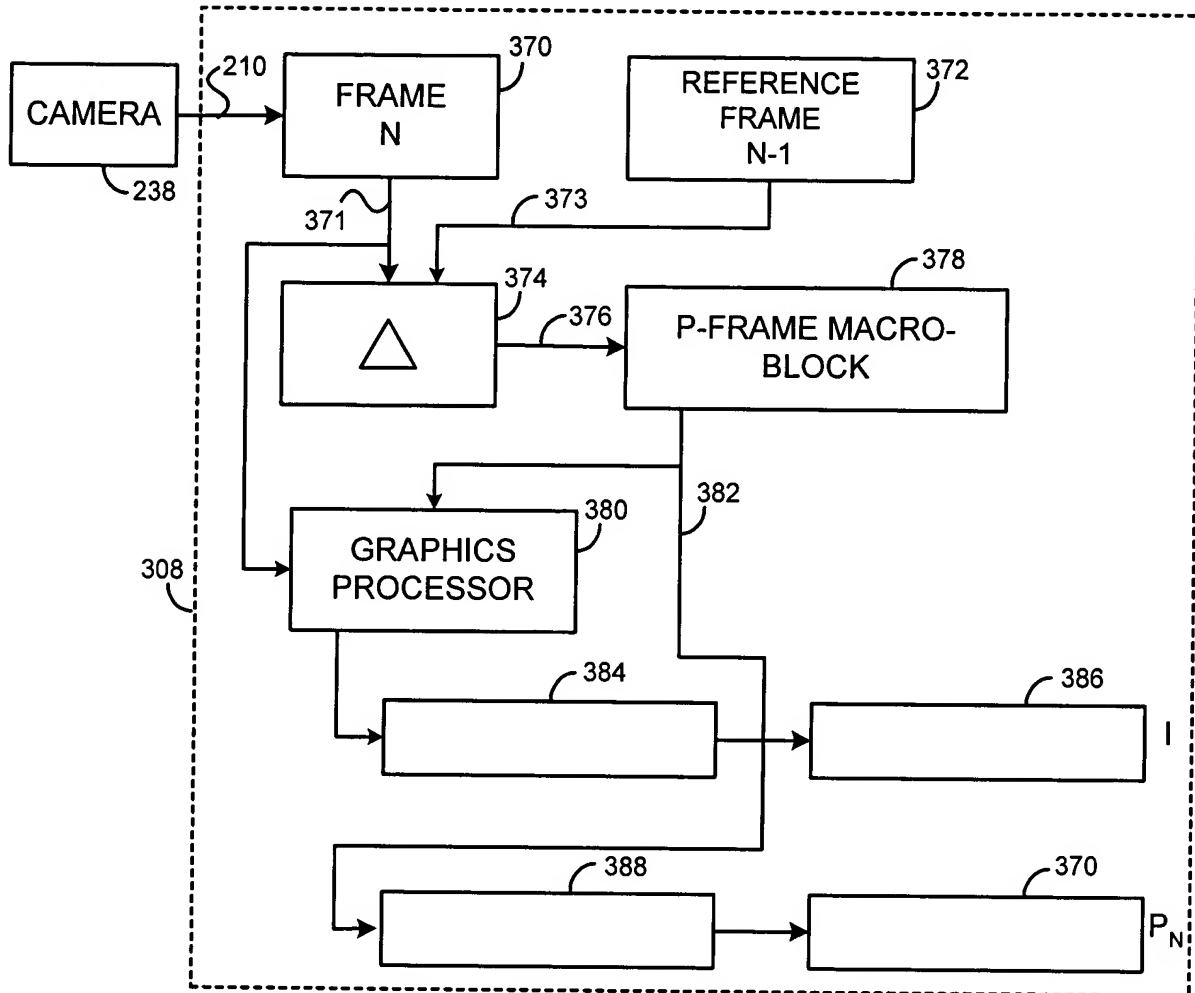 370
210
372
CAMERA
FRAME
N
REFERENCE
FRAME
N-1
238
371
373
374
376
378
P-FRAME MACRO-
BLOCK
382
380
GRAPHICS
PROCESSOR
308
384
386
I
388
370
PN